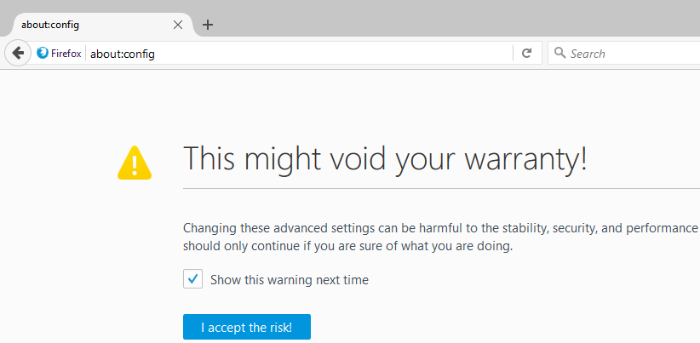 about:config
Firefox about:config Search
This might void your warranty!
Changing these advanced settings can be harmful to the stability, security, and performance
should only continue if you are sure of what you are doing.
Show this warning next time
I accept the risk!